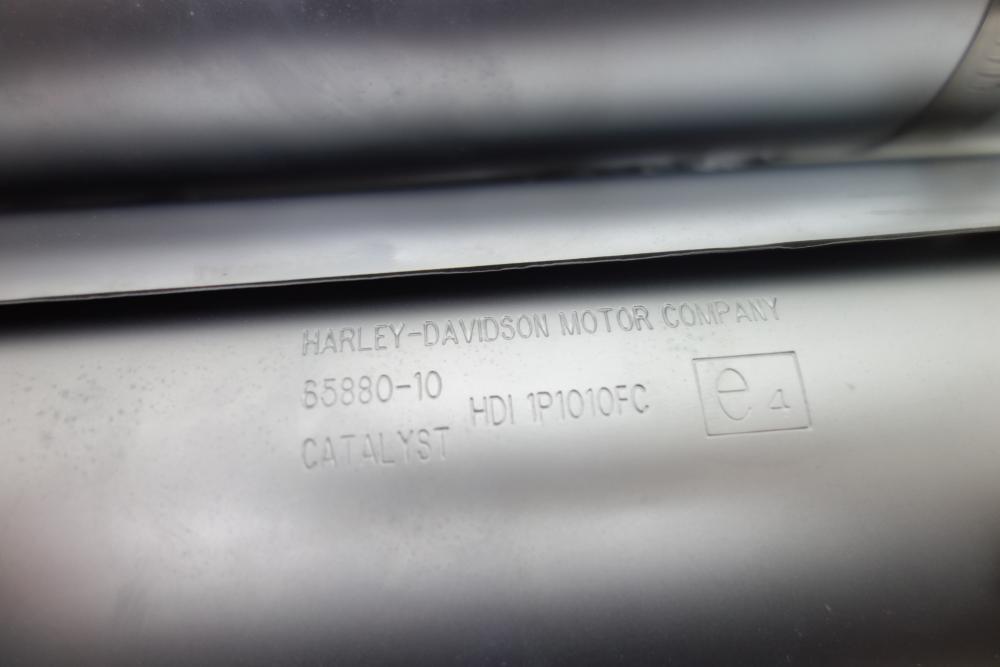 HARLEY-DAVIDSON MOTOR COMPANY
65880-10 HDI 1P1010FC
CATALYST
e4